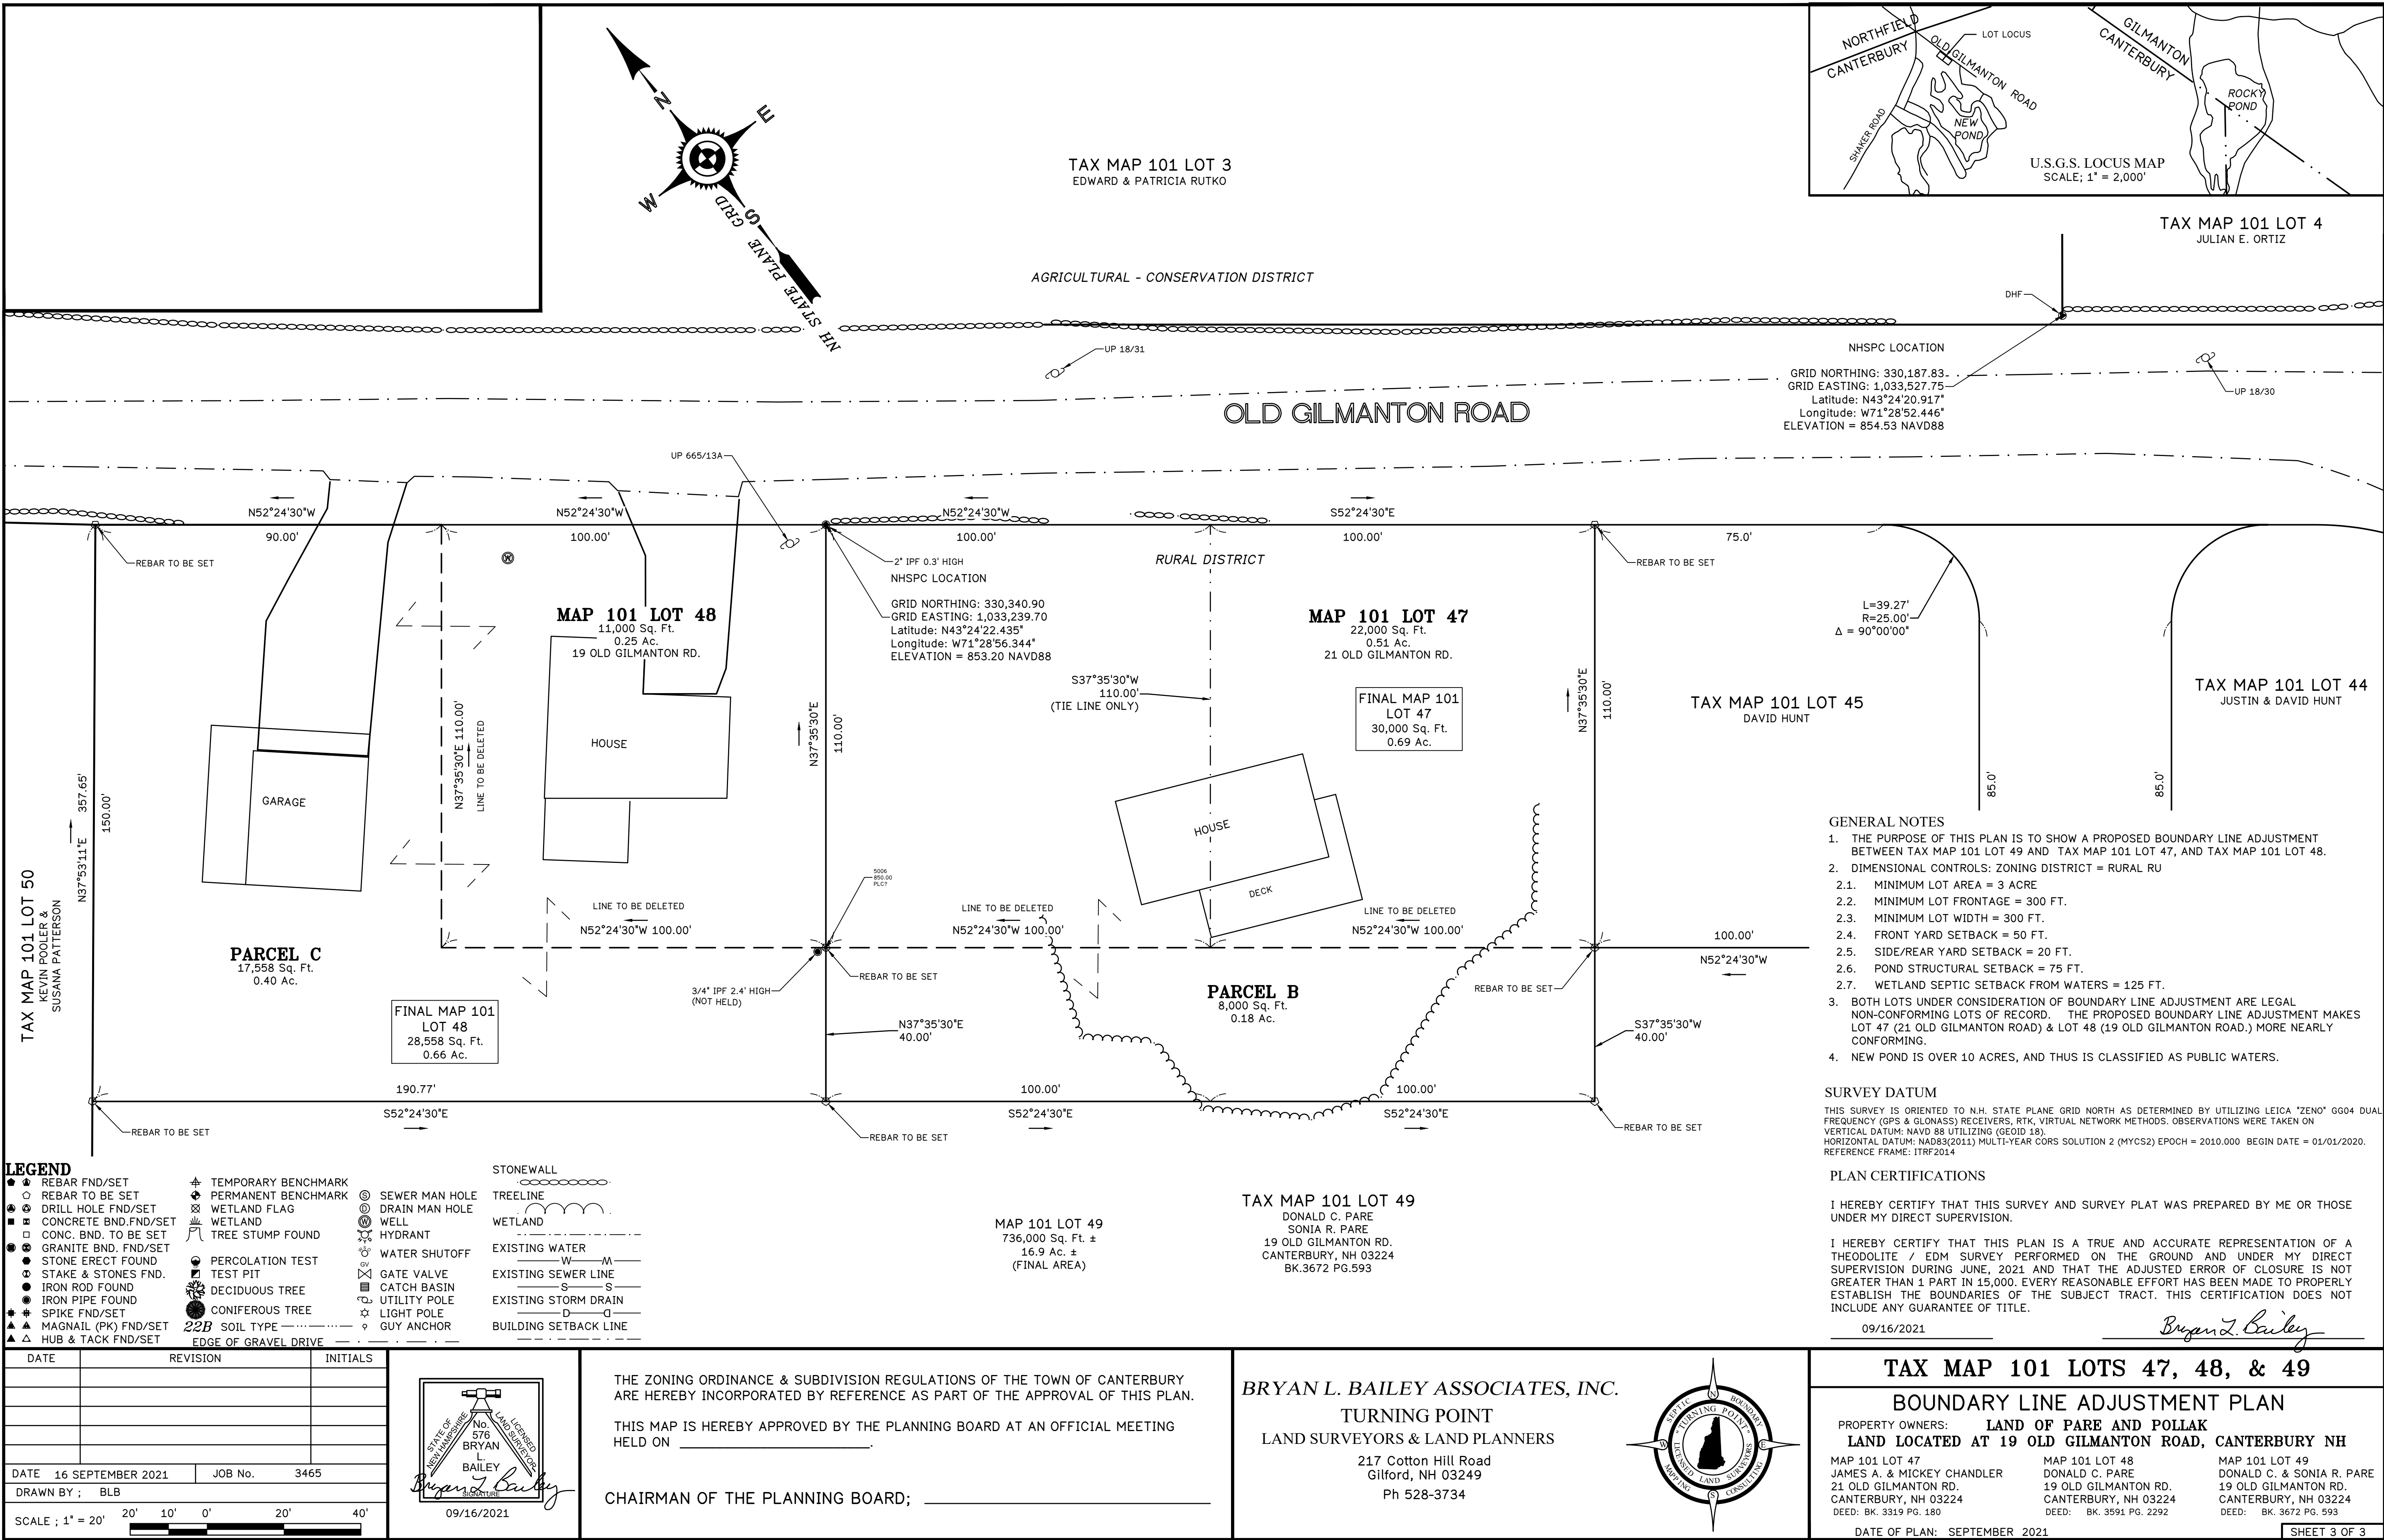 NORTHFIELD
CANTERBURY
OLD GILMANTON ROAD
LOT LOCUS
GILMANTON
CANTERBURY
SHAKER ROAD
NEW
POND
ROCKY
POND
U.S.G.S. LOCUS MAP
SCALE; 1" = 2,000'
N
E
W
S
NH STATE PLANE GRID
TAX MAP 101 LOT 3
EDWARD & PATRICIA RUTKO
TAX MAP 101 LOT 4
JULIAN E. ORTIZ
AGRICULTURAL - CONSERVATION DISTRICT
DHF
UP 18/31
NHSPC LOCATION
GRID NORTHING: 330,187.83
GRID EASTING: 1,033,527.75
Latitude: N43°24'20.917"
Longitude: W71°28'52.446"
ELEVATION = 854.53 NAVD88
UP 18/30
OLD GILMANTON ROAD
UP 665/13A
N52°24'30"W
90.00'
N52°24'30"W
100.00'
N52°24'30"W
100.00'
S52°24'30"E
100.00'
75.0'
REBAR TO BE SET
2" IPF 0.3' HIGH
NHSPC LOCATION
GRID NORTHING: 330,340.90
GRID EASTING: 1,033,239.70
Latitude: N43°24'22.435"
Longitude: W71°28'56.344"
ELEVATION = 853.20 NAVD88
RURAL DISTRICT
REBAR TO BE SET
W
MAP 101 LOT 48
11,000 Sq. Ft.
0.25 Ac.
19 OLD GILMANTON RD.
MAP 101 LOT 47
22,000 Sq. Ft.
0.51 Ac.
21 OLD GILMANTON RD.
L=39.27'
R=25.00'
Δ = 90°00'00"
S37°35'30"W
110.00'
(TIE LINE ONLY)
FINAL MAP 101
LOT 47
30,000 Sq. Ft.
0.69 Ac.
N37°35'30"E
110.00'
TAX MAP 101 LOT 45
DAVID HUNT
TAX MAP 101 LOT 44
JUSTIN & DAVID HUNT
85.0'
85.0'
N37°35'30"E 110.00'
LINE TO BE DELETED
HOUSE
N37°35'30"E
110.00'
GARAGE
N37°53'11"E 357.65'
150.00'
HOUSE
DECK
TAX MAP 101 LOT 50
KEVIN POOLER &
SUSANA PATTERSON
5006
850.00
PLC?
LINE TO BE DELETED
N52°24'30"W 100.00'
LINE TO BE DELETED
N52°24'30"W 100.00'
LINE TO BE DELETED
N52°24'30"W 100.00'
100.00'
N52°24'30"W
PARCEL C
17,558 Sq. Ft.
0.40 Ac.
3/4" IPF 2.4' HIGH
(NOT HELD)
REBAR TO BE SET
PARCEL B
8,000 Sq. Ft.
0.18 Ac.
REBAR TO BE SET
FINAL MAP 101
LOT 48
28,558 Sq. Ft.
0.66 Ac.
N37°35'30"E
40.00'
S37°35'30"W
40.00'
190.77'
S52°24'30"E
100.00'
S52°24'30"E
100.00'
S52°24'30"E
REBAR TO BE SET
REBAR TO BE SET
REBAR TO BE SET
GENERAL NOTES
1. THE PURPOSE OF THIS PLAN IS TO SHOW A PROPOSED BOUNDARY LINE ADJUSTMENT
BETWEEN TAX MAP 101 LOT 49 AND TAX MAP 101 LOT 47, AND TAX MAP 101 LOT 48.
2. DIMENSIONAL CONTROLS: ZONING DISTRICT = RURAL RU
2.1. MINIMUM LOT AREA = 3 ACRE
2.2. MINIMUM LOT FRONTAGE = 300 FT.
2.3. MINIMUM LOT WIDTH = 300 FT.
2.4. FRONT YARD SETBACK = 50 FT.
2.5. SIDE/REAR YARD SETBACK = 20 FT.
2.6. POND STRUCTURAL SETBACK = 75 FT.
2.7. WETLAND SEPTIC SETBACK FROM WATERS = 125 FT.
3. BOTH LOTS UNDER CONSIDERATION OF BOUNDARY LINE ADJUSTMENT ARE LEGAL
NON-CONFORMING LOTS OF RECORD. THE PROPOSED BOUNDARY LINE ADJUSTMENT MAKES
LOT 47 (21 OLD GILMANTON ROAD) & LOT 48 (19 OLD GILMANTON ROAD.) MORE NEARLY
CONFORMING.
4. NEW POND IS OVER 10 ACRES, AND THUS IS CLASSIFIED AS PUBLIC WATERS.
SURVEY DATUM
THIS SURVEY IS ORIENTED TO N.H. STATE PLANE GRID NORTH AS DETERMINED BY UTILIZING LEICA "ZENO" GG04 DUAL
FREQUENCY (GPS & GLONASS) RECEIVERS, RTK, VIRTUAL NETWORK METHODS. OBSERVATIONS WERE TAKEN ON
VERTICAL DATUM: NAVD 88 UTILIZING (GEOID 18).
HORIZONTAL DATUM: NAD83(2011) MULTI-YEAR CORS SOLUTION 2 (MYCS2) EPOCH = 2010.000 BEGIN DATE = 01/01/2020.
REFERENCE FRAME: ITRF2014
PLAN CERTIFICATIONS
I HEREBY CERTIFY THAT THIS SURVEY AND SURVEY PLAT WAS PREPARED BY ME OR THOSE
UNDER MY DIRECT SUPERVISION.
I HEREBY CERTIFY THAT THIS PLAN IS A TRUE AND ACCURATE REPRESENTATION OF A
THEODOLITE / EDM SURVEY PERFORMED ON THE GROUND AND UNDER MY DIRECT
SUPERVISION DURING JUNE, 2021 AND THAT THE ADJUSTED ERROR OF CLOSURE IS NOT
GREATER THAN 1 PART IN 15,000. EVERY REASONABLE EFFORT HAS BEEN MADE TO PROPERLY
ESTABLISH THE BOUNDARIES OF THE SUBJECT TRACT. THIS CERTIFICATION DOES NOT
INCLUDE ANY GUARANTEE OF TITLE.
09/16/2021
Bryan L. Bailey
MAP 101 LOT 49
736,000 Sq. Ft. ±
16.9 Ac. ±
(FINAL AREA)
TAX MAP 101 LOT 49
DONALD C. PARE
SONIA R. PARE
19 OLD GILMANTON RD.
CANTERBURY, NH 03224
BK.3672 PG.593
LEGEND
REBAR FND/SET
REBAR TO BE SET
DRILL HOLE FND/SET
CONCRETE BND.FND/SET
CONC. BND. TO BE SET
GRANITE BND. FND/SET
STONE ERECT FOUND
STAKE & STONES FND.
IRON ROD FOUND
IRON PIPE FOUND
SPIKE FND/SET
MAGNAIL (PK) FND/SET
HUB & TACK FND/SET
TEMPORARY BENCHMARK
PERMANENT BENCHMARK
WETLAND FLAG
WETLAND
TREE STUMP FOUND
PERCOLATION TEST
TEST PIT
DECIDUOUS TREE
CONIFEROUS TREE
22B SOIL TYPE
EDGE OF GRAVEL DRIVE
S SEWER MAN HOLE
D DRAIN MAN HOLE
W WELL
HYDRANT
WATER SHUTOFF
GV
GATE VALVE
CATCH BASIN
UTILITY POLE
LIGHT POLE
GUY ANCHOR
STONEWALL
TREELINE
WETLAND
EXISTING WATER
W W
EXISTING SEWER LINE
S S
EXISTING STORM DRAIN
D D
BUILDING SETBACK LINE
DATE REVISION INITIALS
DATE 16 SEPTEMBER 2021 JOB No. 3465
DRAWN BY ; BLB
SCALE ; 1" = 20' 20' 10' 0' 20' 40'
STATE OF NEW HAMPSHIRE
LICENSED LAND SURVEYOR
No.
576
BRYAN
L.
BAILEY
Bryan L Bailey
SIGNATURE
09/16/2021
THE ZONING ORDINANCE & SUBDIVISION REGULATIONS OF THE TOWN OF CANTERBURY
ARE HEREBY INCORPORATED BY REFERENCE AS PART OF THE APPROVAL OF THIS PLAN.
THIS MAP IS HEREBY APPROVED BY THE PLANNING BOARD AT AN OFFICIAL MEETING
HELD ON ____________.
CHAIRMAN OF THE PLANNING BOARD; ____________
BRYAN L. BAILEY ASSOCIATES, INC.
TURNING POINT
LAND SURVEYORS & LAND PLANNERS
217 Cotton Hill Road
Gilford, NH 03249
Ph 528-3734
N
E
S
W
SEPTIC BOUNDARY
MAPPING CONSULTING
"TURNING POINT"
LICENSED LAND SURVEYORS
TAX MAP 101 LOTS 47, 48, & 49
BOUNDARY LINE ADJUSTMENT PLAN
PROPERTY OWNERS: LAND OF PARE AND POLLAK
LAND LOCATED AT 19 OLD GILMANTON ROAD, CANTERBURY NH
MAP 101 LOT 47
JAMES A. & MICKEY CHANDLER
21 OLD GILMANTON RD.
CANTERBURY, NH 03224
DEED: BK. 3319 PG. 180
MAP 101 LOT 48
DONALD C. PARE
19 OLD GILMANTON RD.
CANTERBURY, NH 03224
DEED: BK. 3591 PG. 2292
MAP 101 LOT 49
DONALD C. & SONIA R. PARE
19 OLD GILMANTON RD.
CANTERBURY, NH 03224
DEED: BK. 3672 PG. 593
DATE OF PLAN: SEPTEMBER 2021
SHEET 3 OF 3